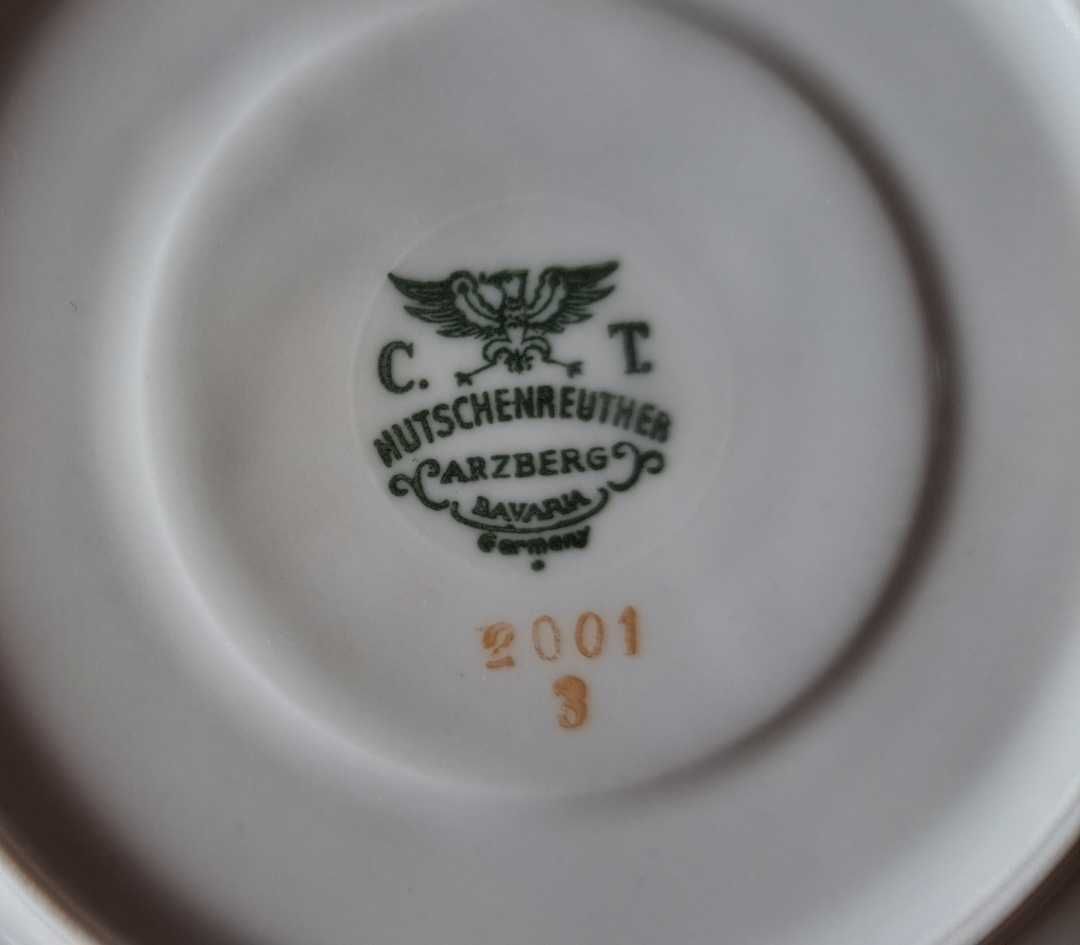 C. T.
HUTSCHENREUTHER
ARZBERG
BAVARIA
Germany
2001
3